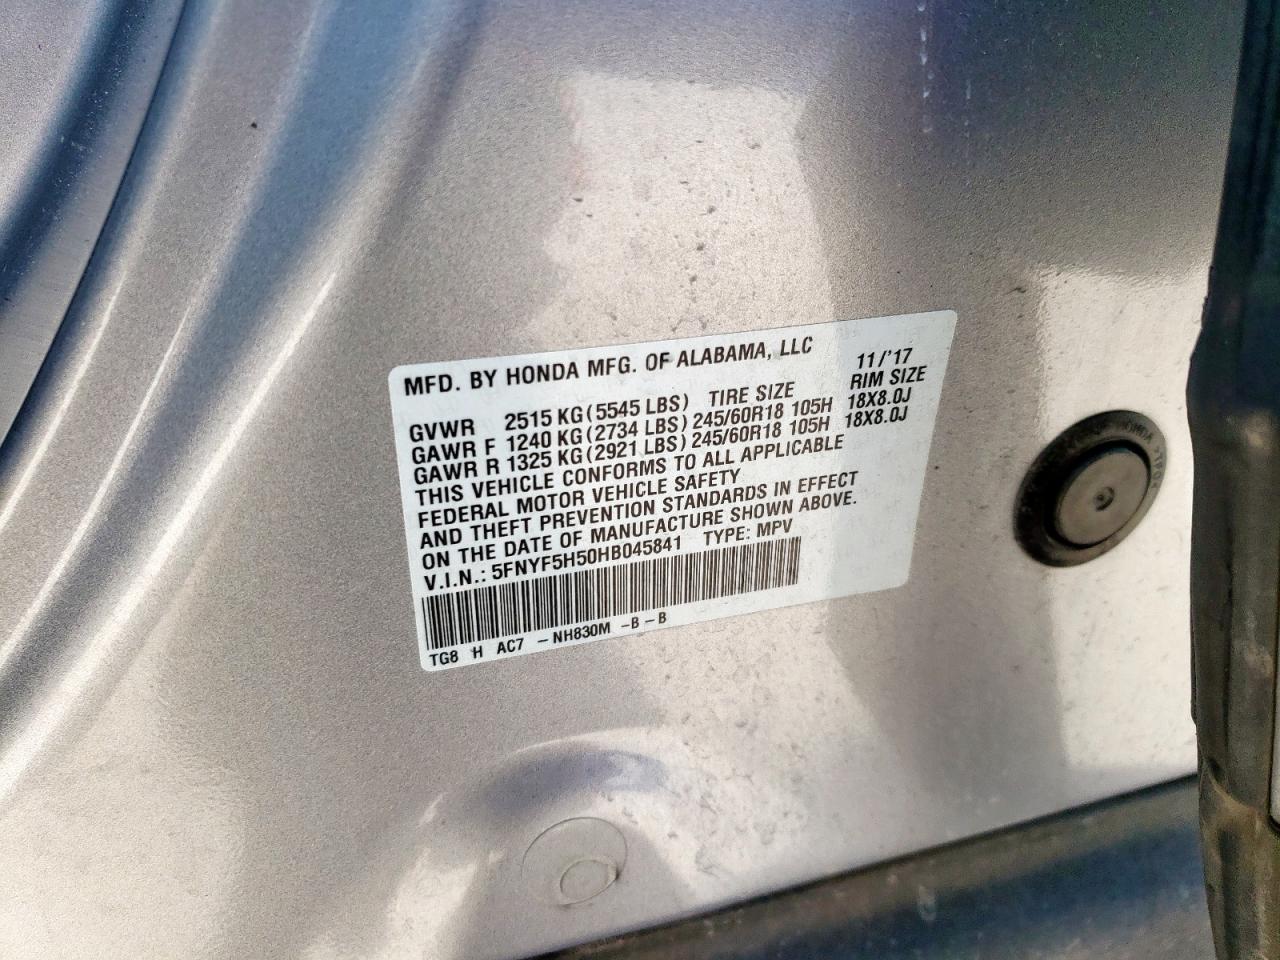 MFD. BY HONDA MFG. OF ALABAMA, LLC 11/'17
GVWR 2515 KG (5545 LBS) TIRE SIZE RIM SIZE
GAWR F 1240 KG (2734 LBS) 245/60R18 105H 18X8.0J
GAWR R 1325 KG (2921 LBS) 245/60R18 105H 18X8.0J
THIS VEHICLE CONFORMS TO ALL APPLICABLE
FEDERAL MOTOR VEHICLE SAFETY
AND THEFT PREVENTION STANDARDS IN EFFECT
ON THE DATE OF MANUFACTURE SHOWN ABOVE.
V.I.N.: 5FNYF5H50HB045841 TYPE: MPV
TG8 H AC7 - NH830M - B - B
HONDA